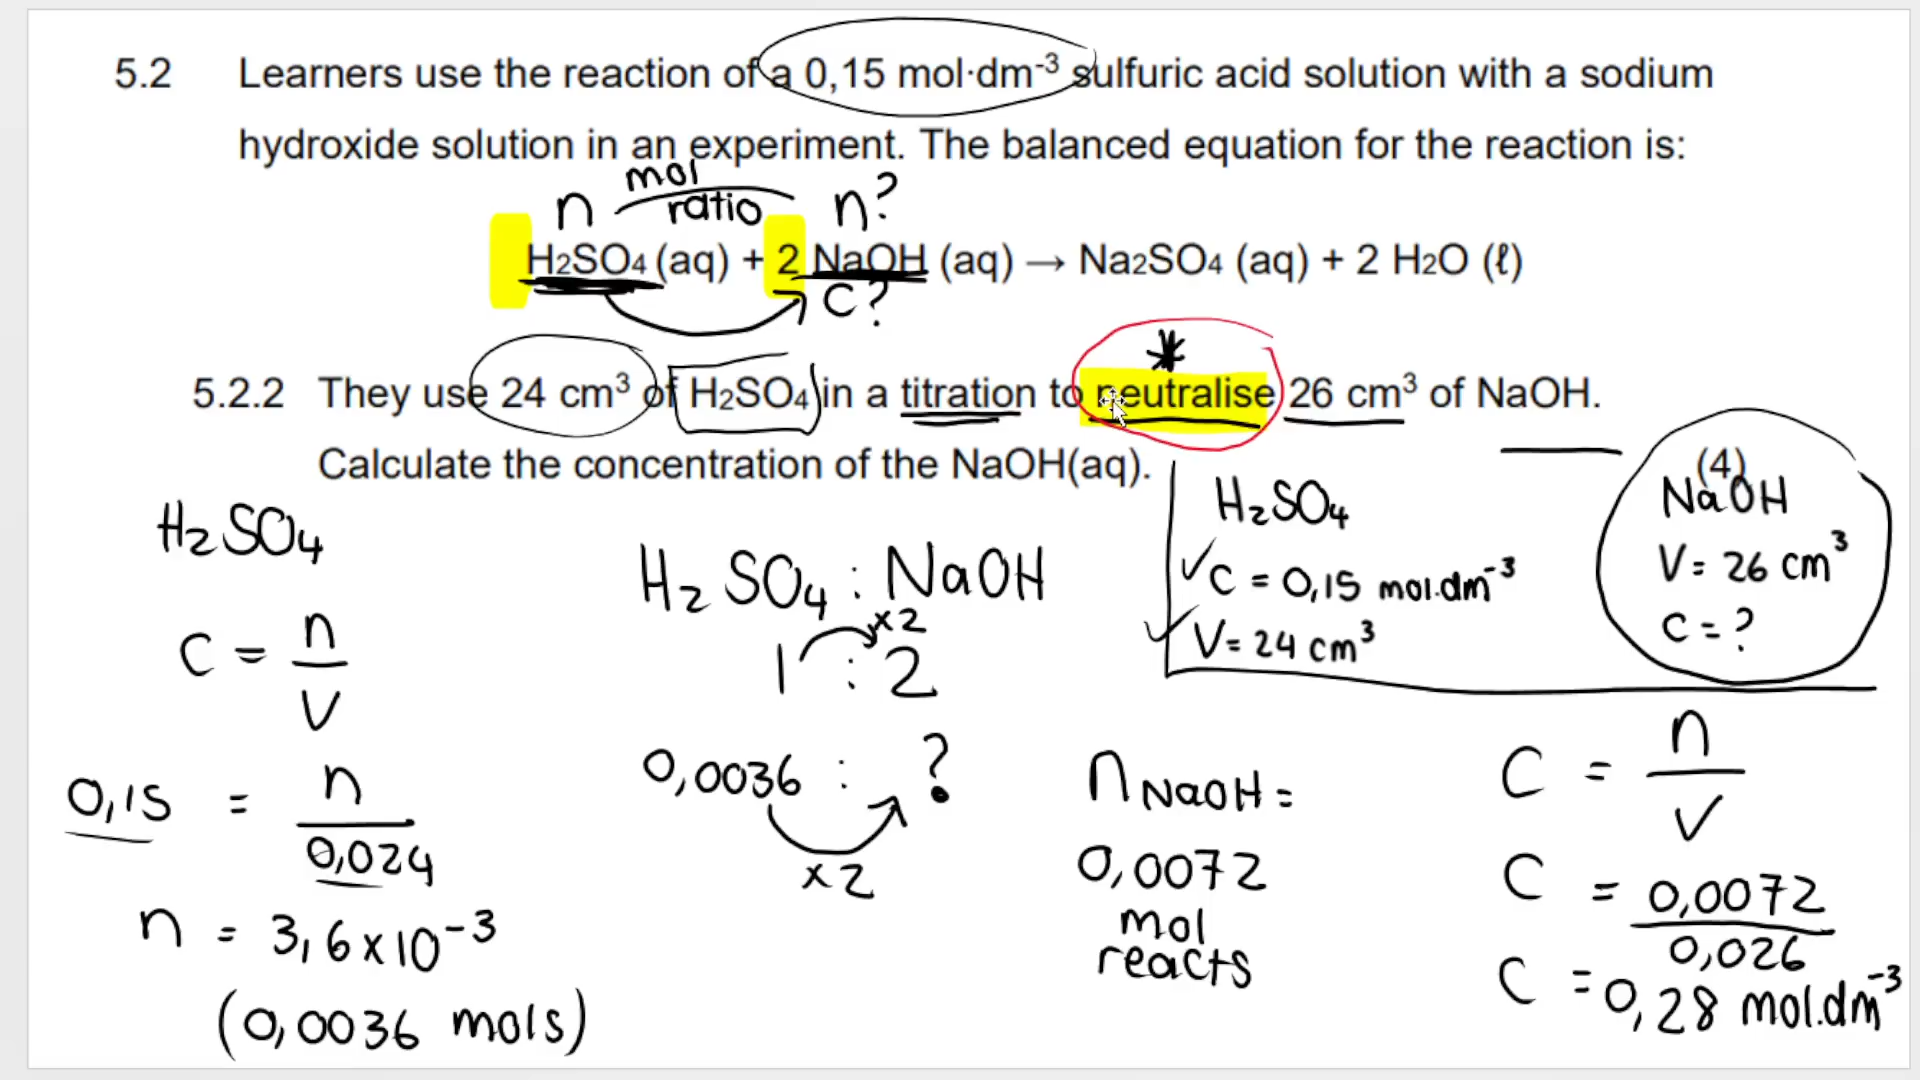 5.2 Learners use the reaction of a 0,15 mol·dm⁻³ sulfuric acid solution with a sodium
hydroxide solution in an experiment. The balanced equation for the reaction is:
n mol ratio n?
H₂SO₄ (aq) + 2 NaOH (aq) → Na₂SO₄ (aq) + 2 H₂O (ℓ)
C?
*
5.2.2 They use 24 cm³ of H₂SO₄ in a titration to neutralise 26 cm³ of NaOH.
Calculate the concentration of the NaOH(aq). (4)
H₂SO₄
C = n/V
0,15 = n/0,024
n = 3,6 x 10⁻³
(0,0036 mols)
H₂SO₄ : NaOH
x2
1 : 2
0,0036 : ?
x2
H₂SO₄
✓ C = 0,15 mol.dm⁻³
✓ V = 24 cm³
NaOH
V = 26 cm³
C = ?
n NaOH =
0,0072
mol
reacts
C = n/V
C = 0,0072/0,026
C = 0,28 mol.dm⁻³